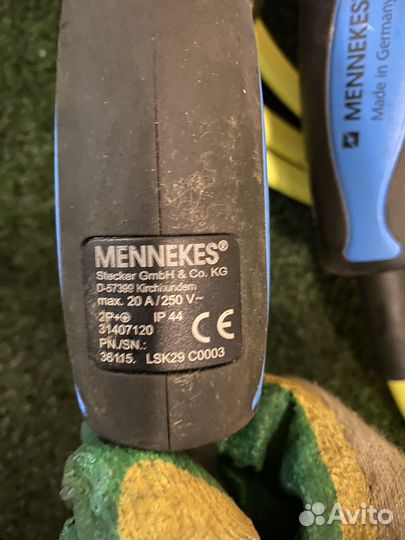 MENNEKES®
Stecker GmbH & Co. KG
D-57399 Kirchhundem
max. 20 A/250 V~
2P+⏚ IP 44
31407120
PN./SN.:
36115. LSK29 C0003
CE
MENNEKES®
Made in Germany
Avito